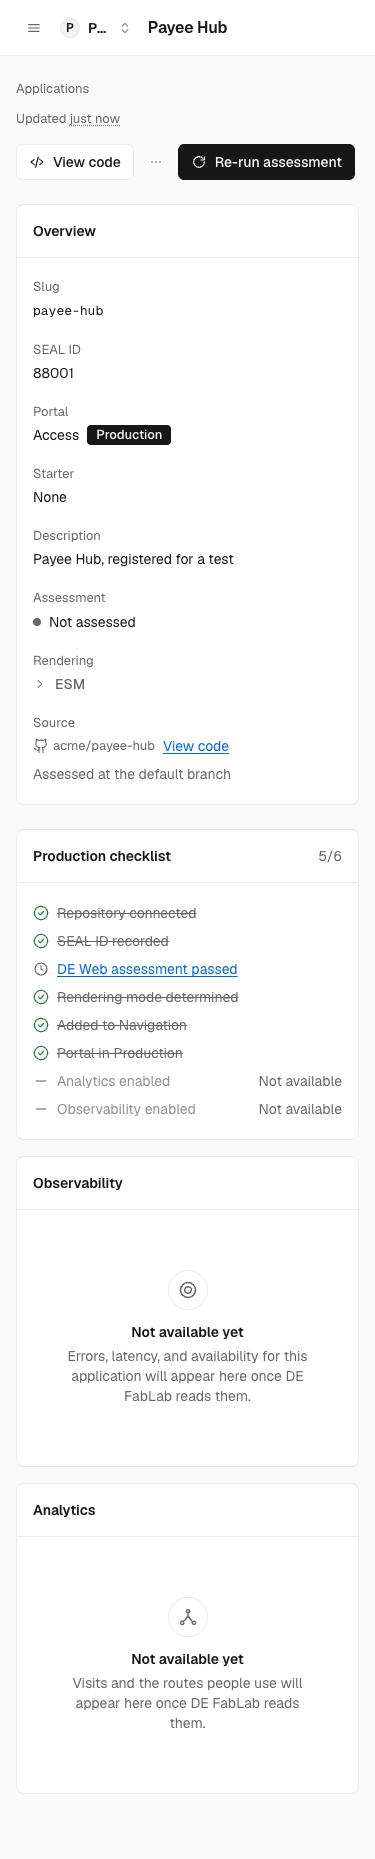 P P... Payee Hub
Applications
Updated just now
View code ... Re-run assessment
Overview
Slug
payee-hub
SEAL ID
88001
Portal
Access Production
Starter
None
Description
Payee Hub, registered for a test
Assessment
Not assessed
Rendering
ESM
Source
acme/payee-hub View code
Assessed at the default branch
Production checklist 5/6
Repository connected
SEAL ID recorded
DE Web assessment passed
Rendering mode determined
Added to Navigation
Portal in Production
Analytics enabled Not available
Observability enabled Not available
Observability
Not available yet
Errors, latency, and availability for this
application will appear here once DE
FabLab reads them.
Analytics
Not available yet
Visits and the routes people use will
appear here once DE FabLab reads
them.